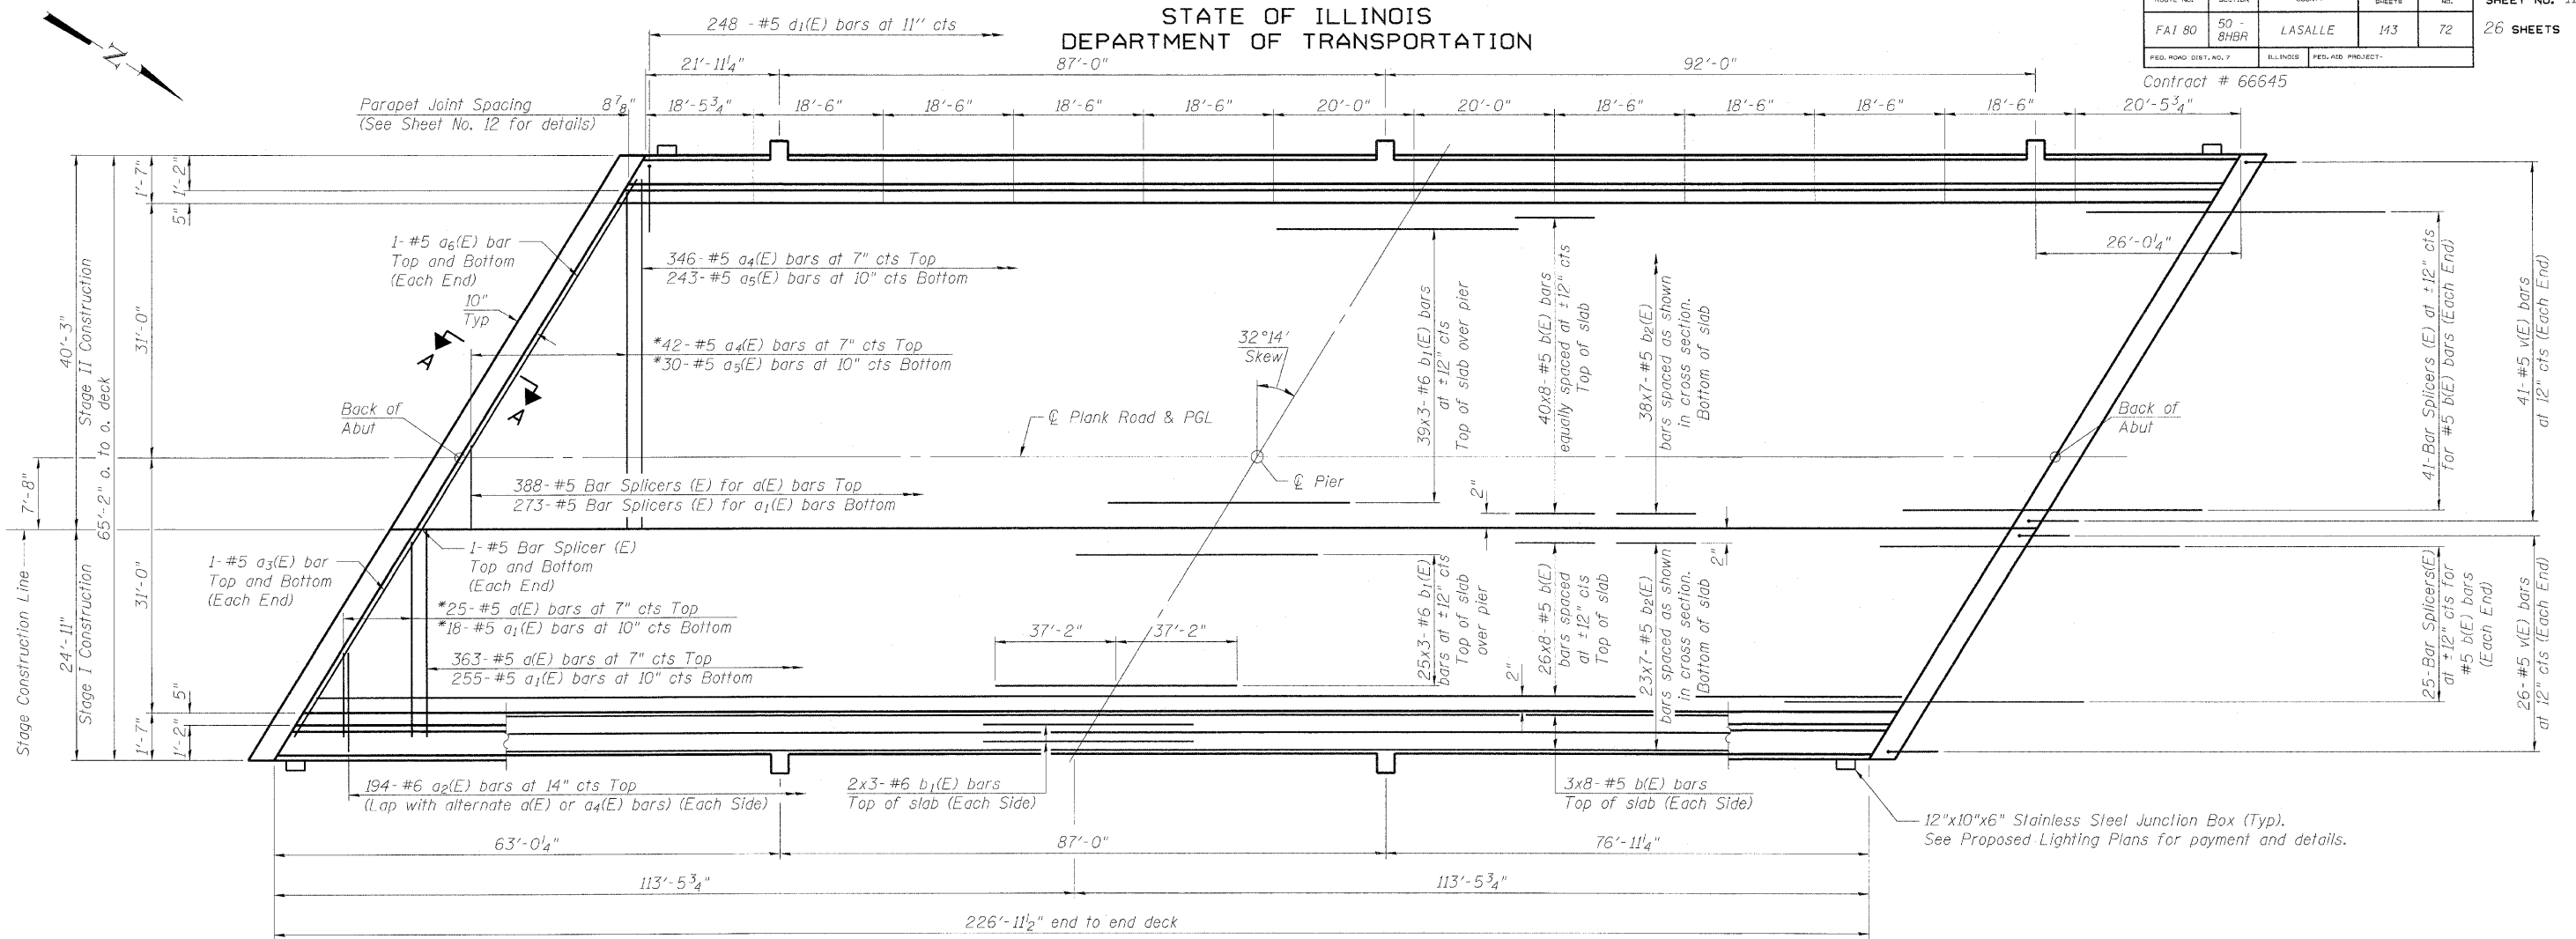 STATE OF ILLINOIS
DEPARTMENT OF TRANSPORTATION
ROUTE NO.
SECTION
SHEETS
NO.
FAI 80
50 -
8HBR
LASALLE
143
72
SHEET NO. 11
26 SHEETS
FED. ROAD DIST. NO. 7
ILLINOIS
FED. AID PROJECT-
Contract # 66645
N
248 - #5 d1(E) bars at 11" cts
21'-11¼"
87'-0"
92'-0"
Parapet Joint Spacing
(See Sheet No. 12 for details)
8⅞"
18'-5¾"
18'-6"
18'-6"
18'-6"
18'-6"
20'-0"
20'-0"
18'-6"
18'-6"
18'-6"
18'-6"
20'-5¾"
1'-7"
1'-2"
5"
40'-3"
Stage II Construction
65'-2" o. to o. deck
31'-0"
7'-8"
Stage Construction Line
24'-11"
Stage I Construction
31'-0"
5"
1'-7"
1'-2"
1-#5 a6(E) bar
Top and Bottom
(Each End)
10"
Typ
A
A
346-#5 a4(E) bars at 7" cts Top
243-#5 a5(E) bars at 10" cts Bottom
*42-#5 a4(E) bars at 7" cts Top
*30-#5 a5(E) bars at 10" cts Bottom
Back of
Abut
℄ Plank Road & PGL
32°14'
Skew
℄ Pier
388-#5 Bar Splicers (E) for a(E) bars Top
273-#5 Bar Splicers (E) for a1(E) bars Bottom
1-#5 Bar Splicer (E)
Top and Bottom
(Each End)
1-#5 a3(E) bar
Top and Bottom
(Each End)
*25-#5 a(E) bars at 7" cts Top
*18-#5 a1(E) bars at 10" cts Bottom
363-#5 a(E) bars at 7" cts Top
255-#5 a1(E) bars at 10" cts Bottom
37'-2"
37'-2"
39x3-#6 b1(E) bars
at ±12" cts
Top of slab over pier
40x8-#5 b(E) bars
equally spaced at ±12" cts
Top of slab
38x7-#5 b2(E)
bars spaced as shown
in cross section.
Bottom of slab
2"
2"
2"
25x3-#6 b1(E)
bars at ±12" cts
Top of slab
over pier
26x8-#5 b(E)
bars spaced
at ±12" cts
Top of slab
23x7-#5 b2(E)
bars spaced as shown
in cross section.
Bottom of slab
26'-0¼"
Back of
Abut
41-Bar Splicers (E) at ±12" cts
for #5 b(E) bars (Each End)
41-#5 v(E) bars
at 12" cts (Each End)
25-Bar Splicers(E)
at ±12" cts for
#5 b(E) bars
(Each End)
26-#5 v(E) bars
at 12" cts (Each End)
194-#6 a2(E) bars at 14" cts Top
(Lap with alternate a(E) or a4(E) bars) (Each Side)
2x3-#6 b1(E) bars
Top of slab (Each Side)
3x8-#5 b(E) bars
Top of slab (Each Side)
12"x10"x6" Stainless Steel Junction Box (Typ).
See Proposed Lighting Plans for payment and details.
63'-0¼"
87'-0"
76'-11¼"
113'-5¾"
113'-5¾"
226'-11½" end to end deck